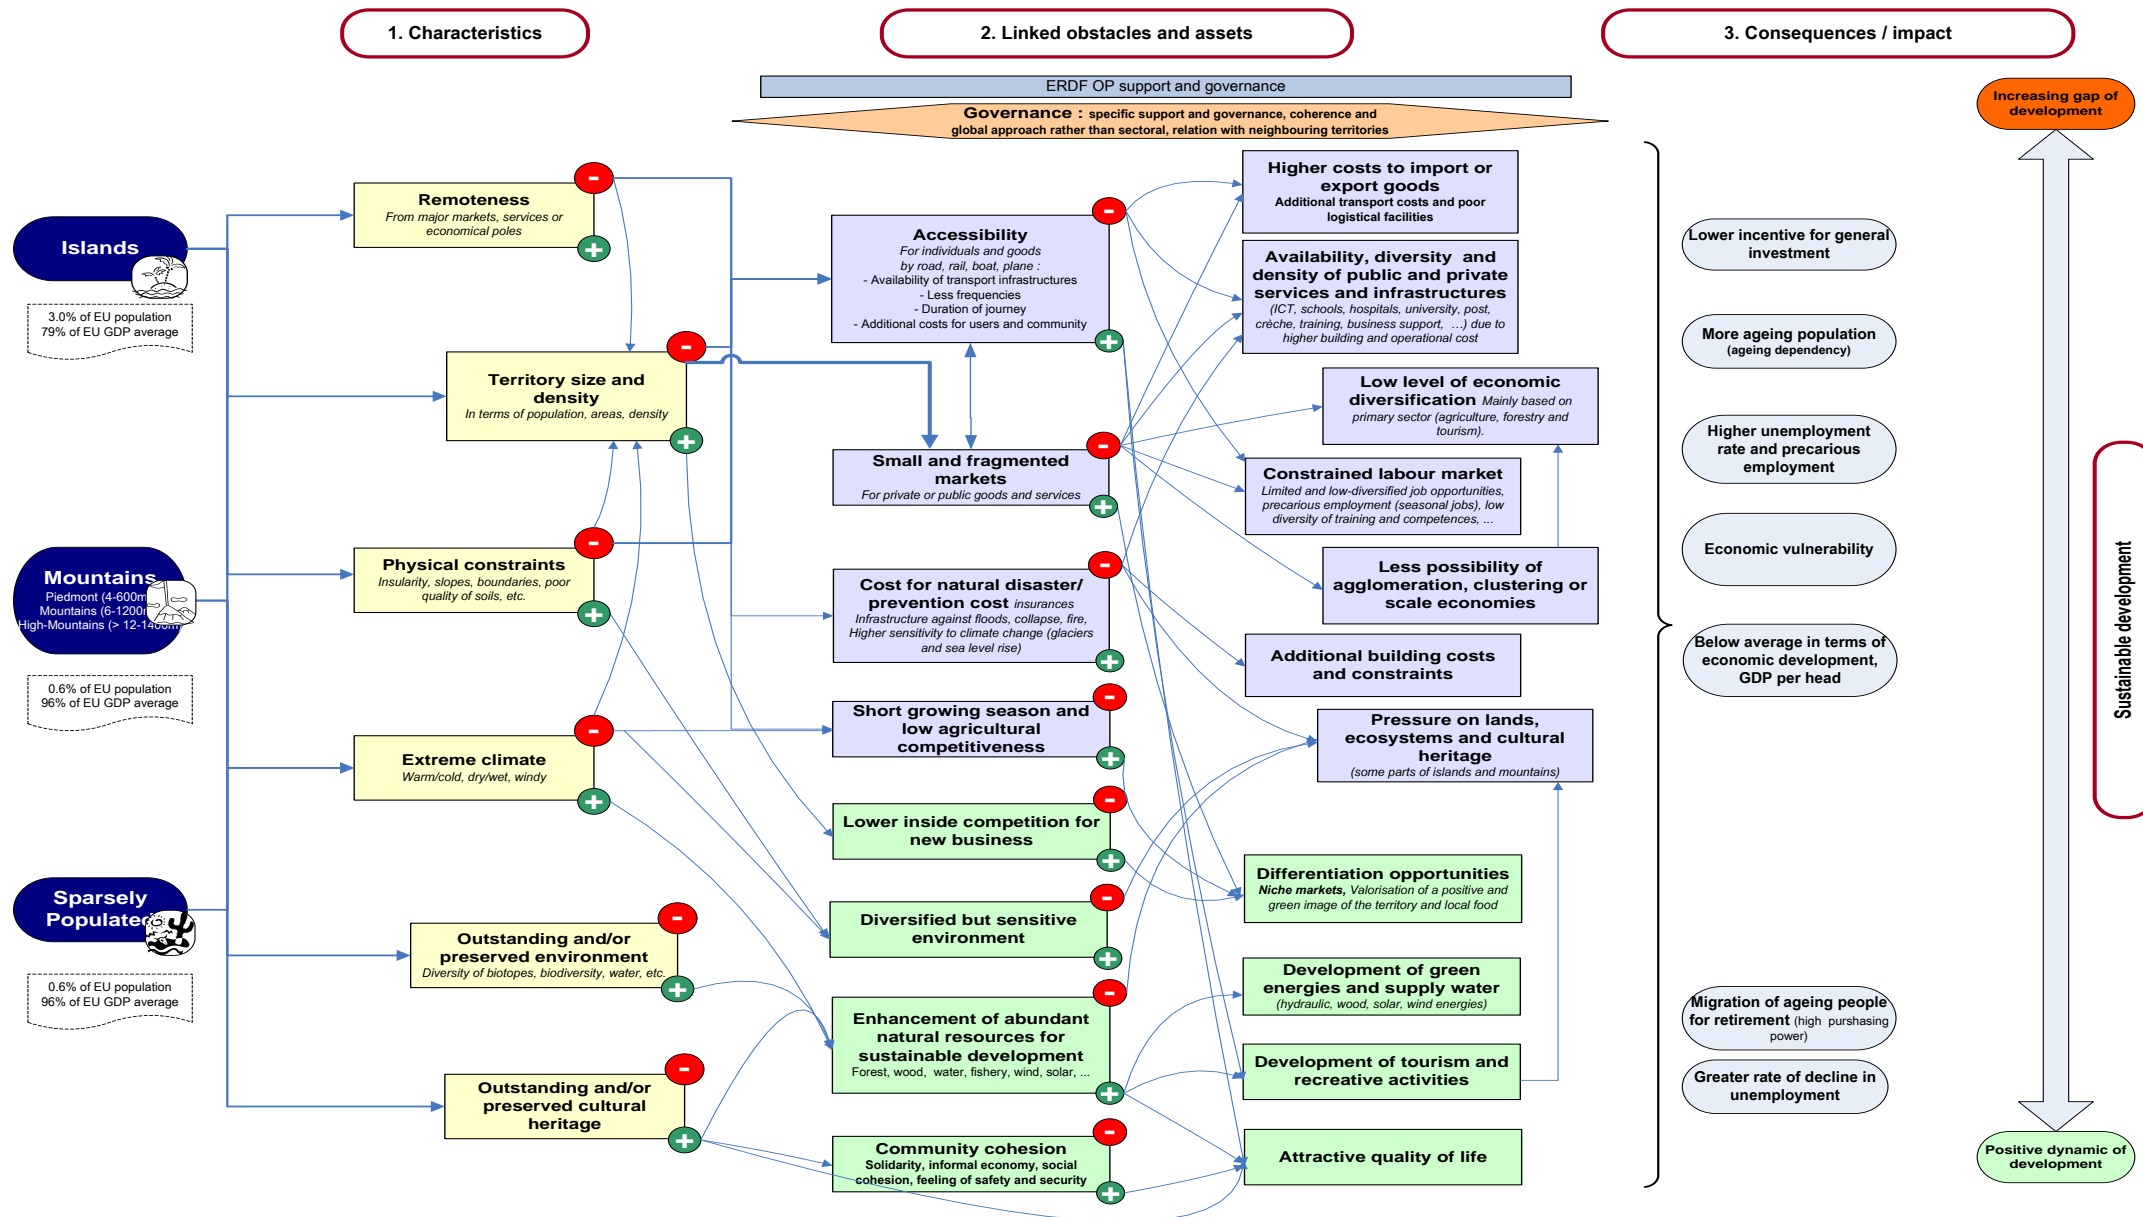 1. Characteristics
2. Linked obstacles and assets
3. Consequences / impact
ERDF OP support and governance
Governance : specific support and governance, coherence and
global approach rather than sectoral, relation with neighbouring territories
Increasing gap of
development
Islands
3.0% of EU population
79% of EU GDP average
Mountains
Piedmont (4-600m
Mountains (6-1200
High-Mountains (> 12-1400m
0.6% of EU population
96% of EU GDP average
Sparsely
Populated
0.6% of EU population
96% of EU GDP average
-
Remoteness
From major markets, services or
economical poles
+
-
Territory size and
density
In terms of population, areas, density
+
-
Physical constraints
Insularity, slopes, boundaries, poor
quality of soils, etc.
+
-
Extreme climate
Warm/cold, dry/wet, windy
+
-
Outstanding and/or
preserved environment
Diversity of biotopes, biodiversity, water, etc.
+
-
Outstanding and/or
preserved cultural
heritage
+
-
Accessibility
For individuals and goods
by road, rail, boat, plane :
- Availability of transport infrastructures
- Less frequencies
- Duration of journey
- Additional costs for users and community
+
-
Small and fragmented
markets
For private or public goods and services
+
-
Cost for natural disaster/
prevention cost insurances
Infrastructure against floods, collapse, fire,
Higher sensitivity to climate change (glaciers
and sea level rise)
+
-
Short growing season and
low agricultural
competitiveness
+
-
Lower inside competition for
new business
+
-
Diversified but sensitive
environment
+
-
Enhancement of abundant
natural resources for
sustainable development
Forest, wood, water, fishery, wind, solar, ...
+
-
Community cohesion
Solidarity, informal economy, social
cohesion, feeling of safety and security
+
Higher costs to import or
export goods
Additional transport costs and poor
logistical facilities
Availability, diversity and
density of public and private
services and infrastructures
(ICT, schools, hospitals, university, post,
crèche, training, business support, ...) due to
higher building and operational cost
Low level of economic
diversification Mainly based on
primary sector (agriculture, forestry and
tourism).
Constrained labour market
Limited and low-diversified job opportunities,
precarious employment (seasonal jobs), low
diversity of training and competences, ...
Less possibility of
agglomeration, clustering or
scale economies
Additional building costs
and constraints
Pressure on lands,
ecosystems and cultural
heritage
(some parts of islands and mountains)
Differentiation opportunities
Niche markets, Valorisation of a positive and
green image of the territory and local food
Development of green
energies and supply water
(hydraulic, wood, solar, wind energies)
Development of tourism and
recreative activities
Attractive quality of life
Lower incentive for general
investment
More ageing population
(ageing dependency)
Higher unemployment
rate and precarious
employment
Economic vulnerability
Below average in terms of
economic development,
GDP per head
Migration of ageing people
for retirement (high purshasing
power)
Greater rate of decline in
unemployment
Sustainable development
Positive dynamic of
development